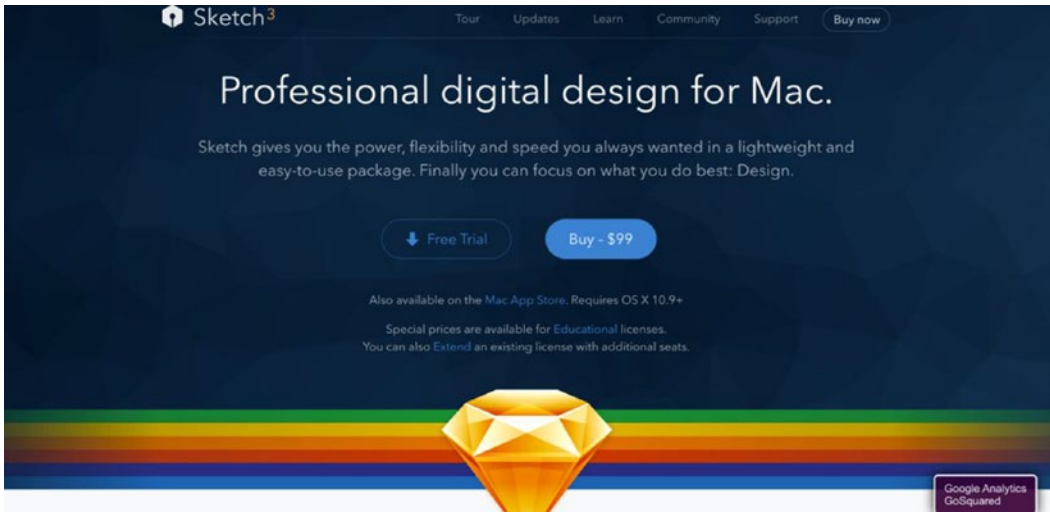 Sketch3
Tour Updates Learn Community Support Buy now
Professional digital design for Mac.
Sketch gives you the power, flexibility and speed you always wanted in a lightweight and
easy-to-use package. Finally you can focus on what you do best: Design.
Free Trial Buy - $99
Also available on the Mac App Store. Requires OS X 10.9+
Special prices are available for Educational licenses.
You can also Extend an existing license with additional seats.
Google Analytics
GoSquared